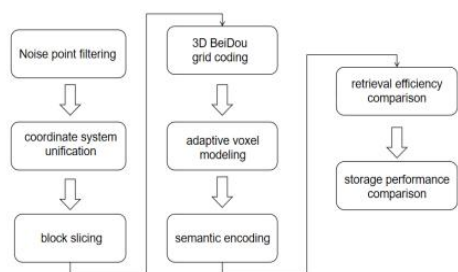 Noise point filtering
coordinate system
unification
block slicing
3D BeiDou
grid coding
adaptive voxel
modeling
semantic encoding
retrieval efficiency
comparison
storage performance
comparison